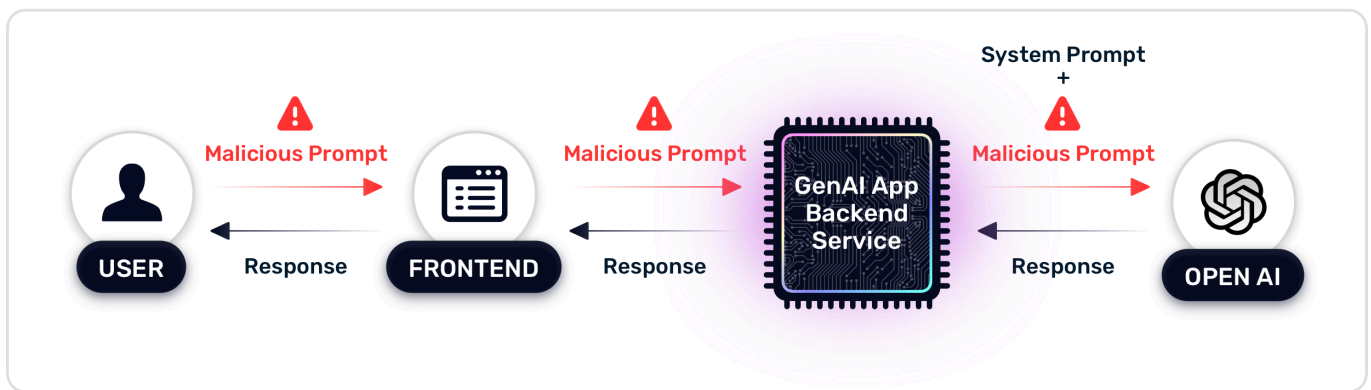 System Prompt
+
Malicious Prompt
Malicious Prompt
Malicious Prompt
GenAI App
Backend
Service
Response
Response
Response
USER
FRONTEND
OPEN AI